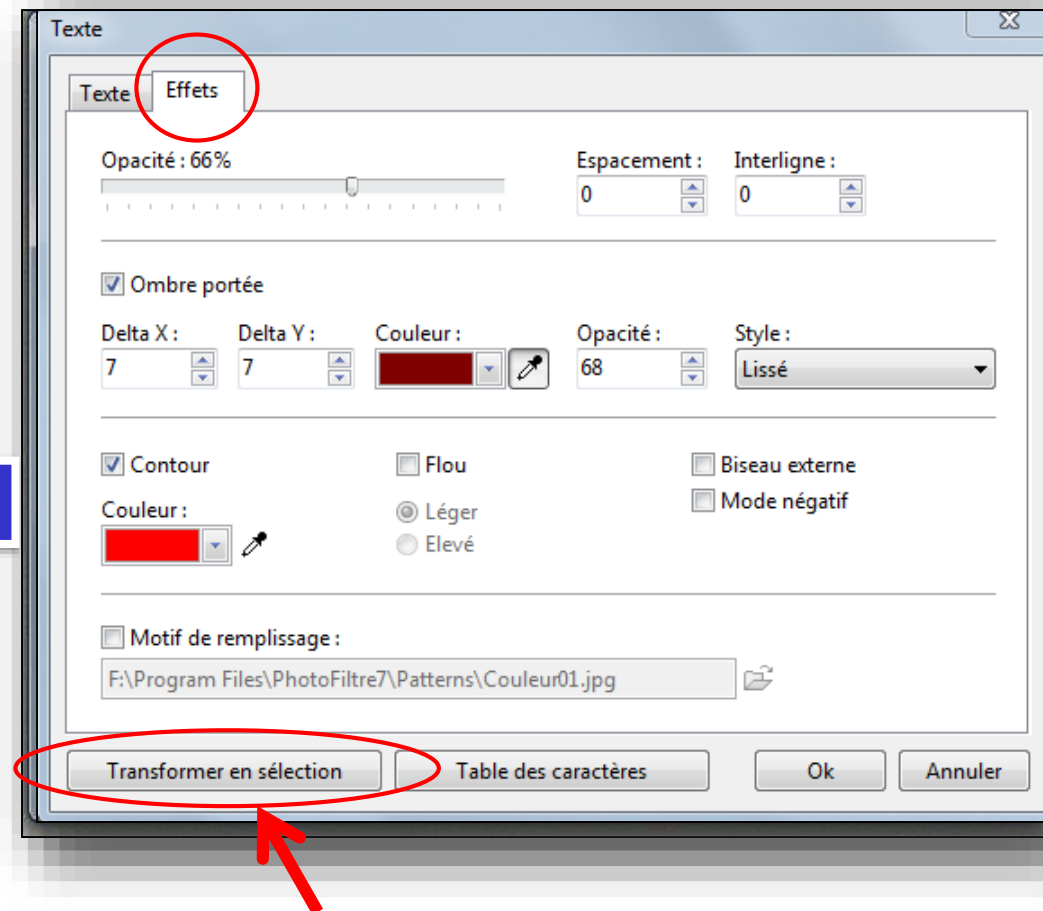 Texte
Texte Effets
Opacité : 66% Espacement : Interligne :
0 0
Ombre portée
Delta X : Delta Y : Couleur : Opacité : Style :
7 7 68 Lissé
Contour Flou Biseau externe
Couleur : Léger Mode négatif
Elevé
Motif de remplissage :
F:\Program Files\PhotoFiltre7\Patterns\Couleur01.jpg
Transformer en sélection Table des caractères Ok Annuler